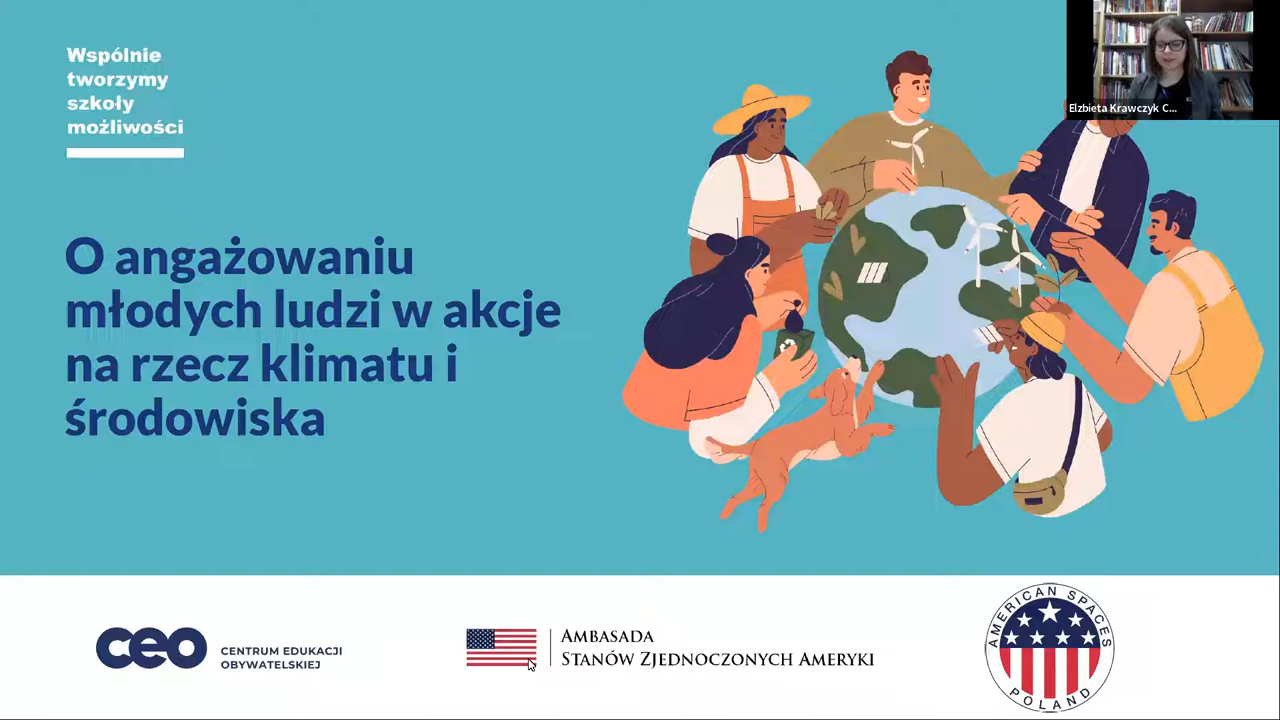 Wspólnie
tworzymy
szkoły
możliwości
Elzbieta Krawczyk C...
O angażowaniu
młodych ludzi w akcje
na rzecz klimatu i
środowiska
ceo
CENTRUM EDUKACJI
OBYWATELSKIEJ
AMBASADA
STANÓW ZJEDNOCZONYCH AMERYKI
AMERICAN SPACES
POLAND